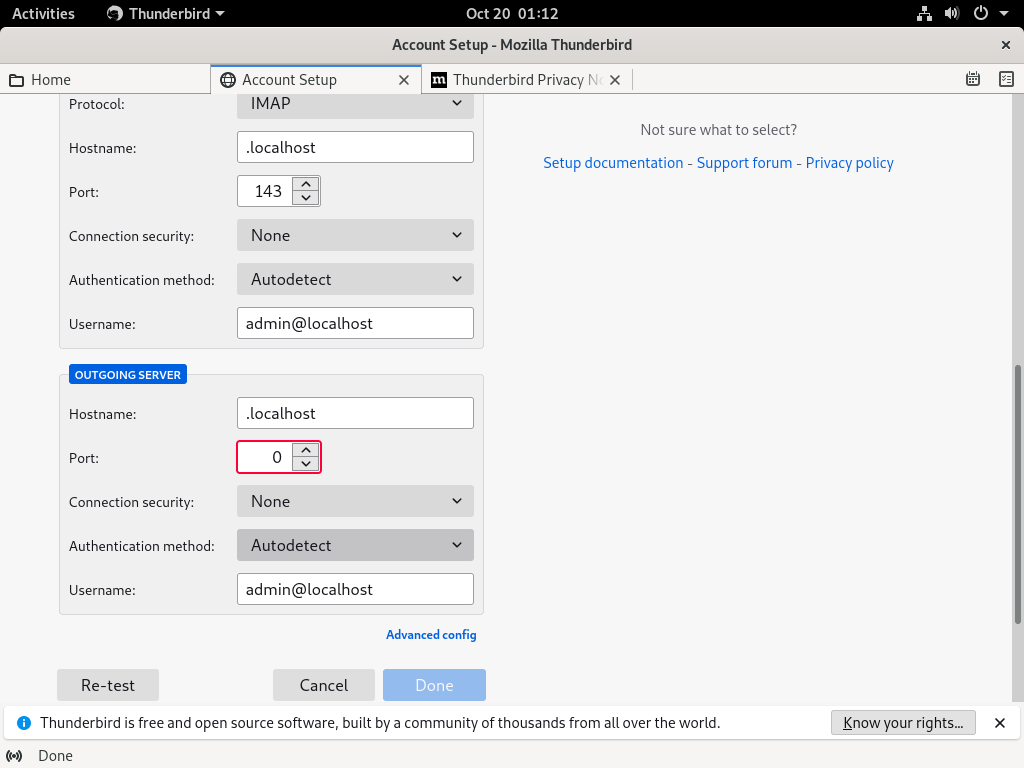 Activities Thunderbird Oct 20 01:12
Account Setup - Mozilla Thunderbird
Home Account Setup Thunderbird Privacy No
Protocol: IMAP
Not sure what to select?
Hostname: .localhost
Setup documentation - Support forum - Privacy policy
Port: 143
Connection security: None
Authentication method: Autodetect
Username: admin@localhost
OUTGOING SERVER
Hostname: .localhost
Port: 0
Connection security: None
Authentication method: Autodetect
Username: admin@localhost
Advanced config
Re-test Cancel Done
Thunderbird is free and open source software, built by a community of thousands from all over the world. Know your rights...
Done